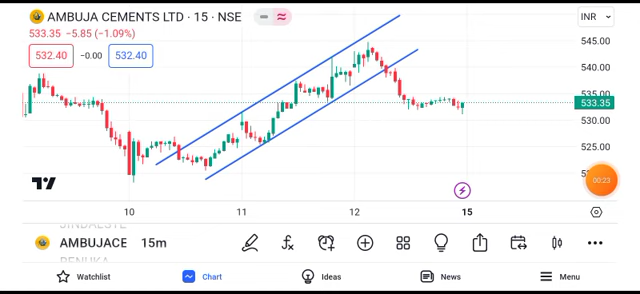 AMBUJA CEMENTS LTD · 15 · NSE
INR
533.35 −5.85 (−1.09%)
532.40 −0.00 532.40
545.00
540.00
535.00
533.35
530.00
525.00
00:23
10 11 12 15
AMBUJACE 15m
Watchlist Chart Ideas News Menu